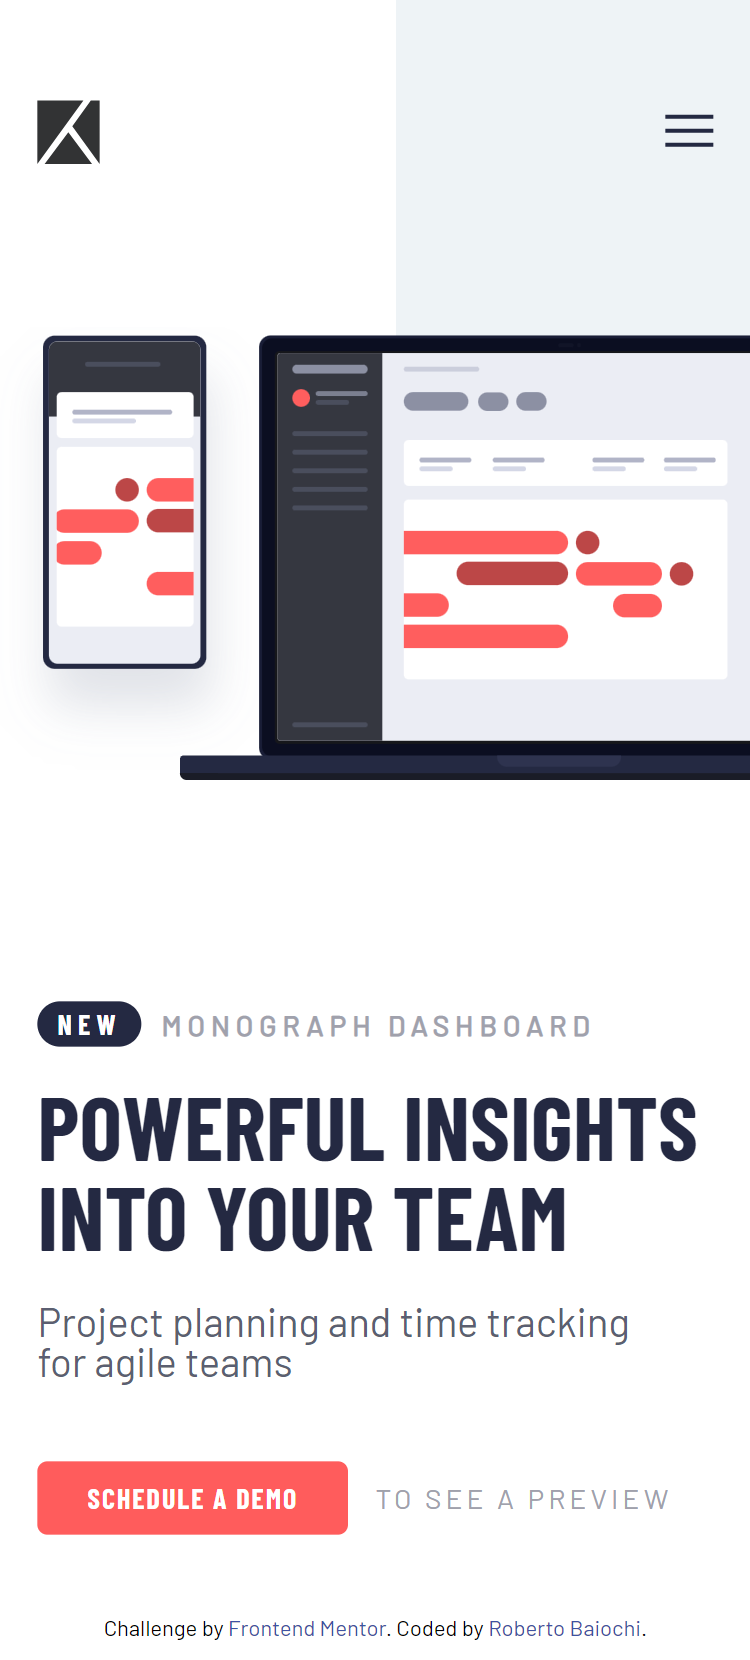 NEW MONOGRAPH DASHBOARD
POWERFUL INSIGHTS
INTO YOUR TEAM
Project planning and time tracking
for agile teams
SCHEDULE A DEMO TO SEE A PREVIEW
Challenge by Frontend Mentor. Coded by Roberto Baiochi.